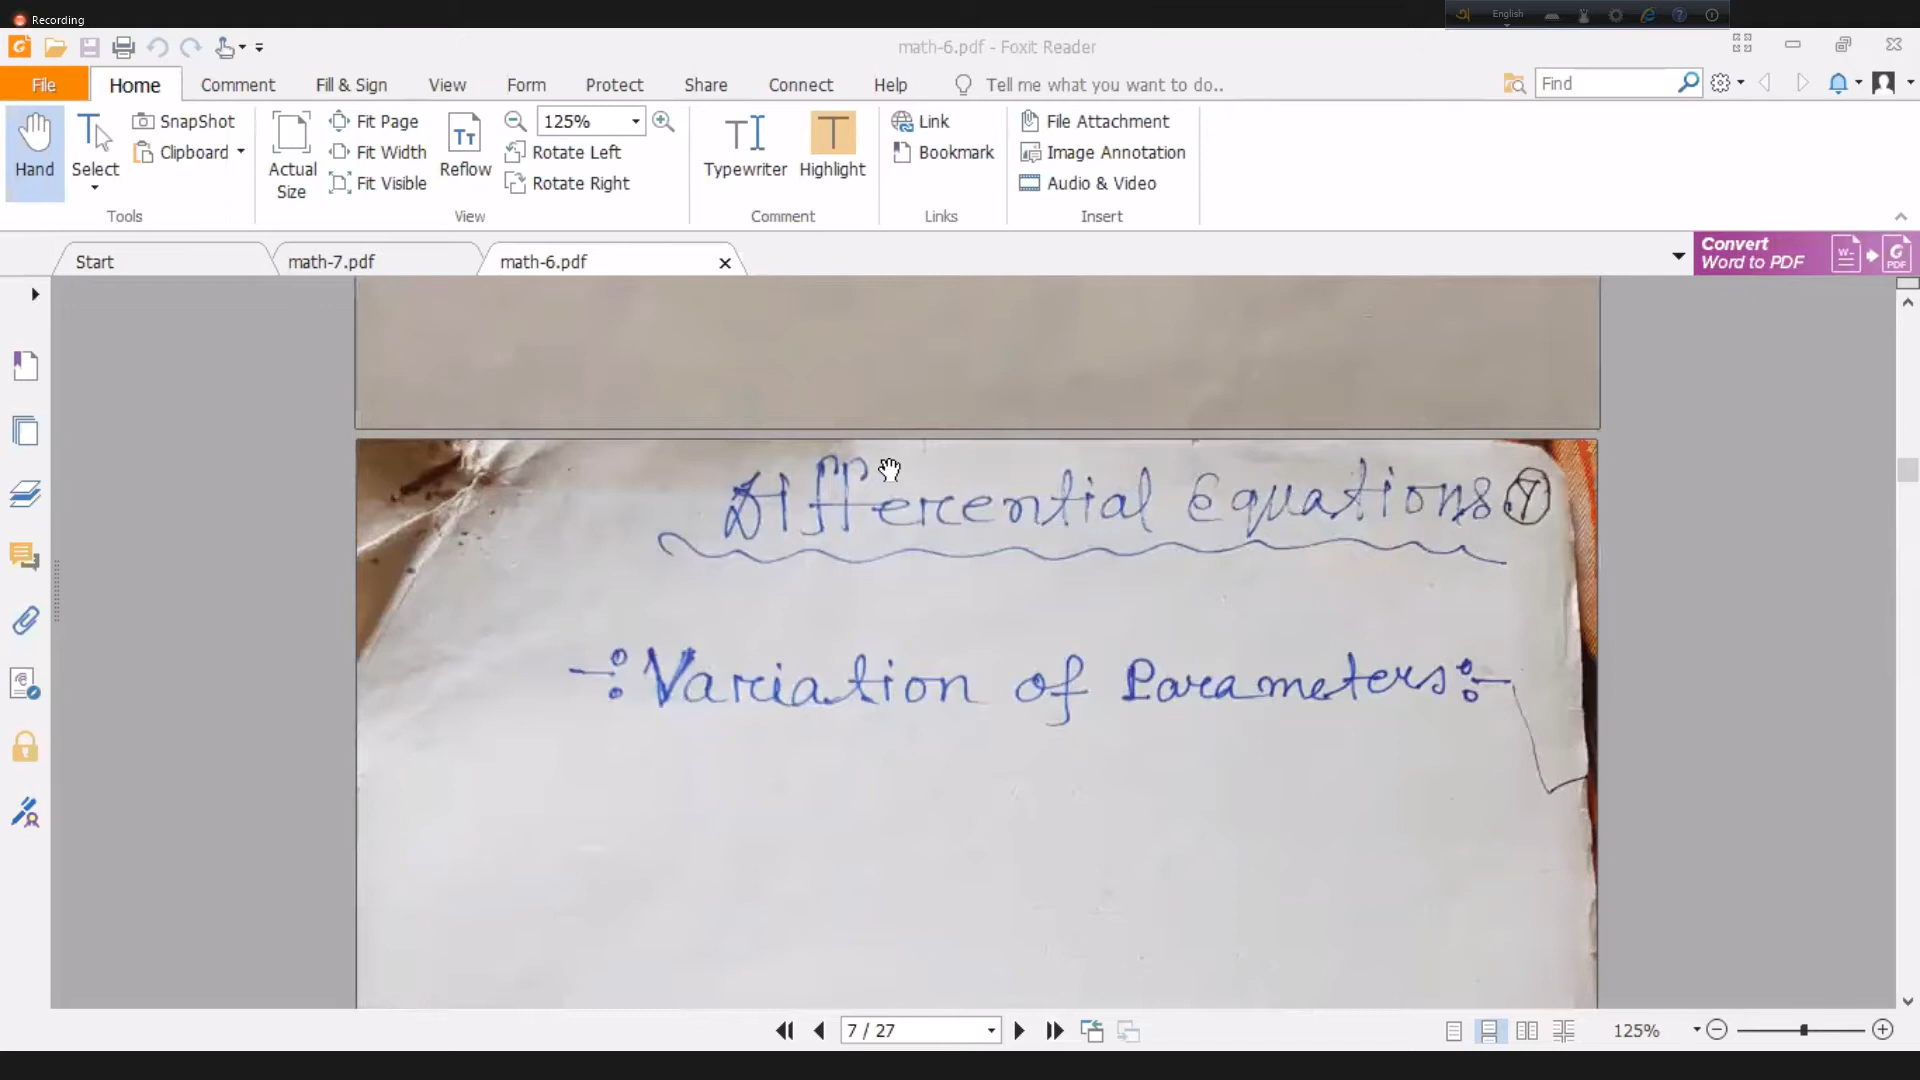 Recording
English
math-6.pdf - Foxit Reader
File Home Comment Fill & Sign View Form Protect Share Connect Help Tell me what you want to do.. Find
Hand
Select
SnapShot
Clipboard
Tools
Actual Size
Fit Page
Fit Width
Fit Visible
Reflow
125%
Rotate Left
Rotate Right
View
Typewriter
Highlight
Comment
Link
Bookmark
Links
File Attachment
Image Annotation
Audio & Video
Insert
Start math-7.pdf math-6.pdf
Convert
Word to PDF
Differential Equations
Variation of Parameters
7 / 27
125%